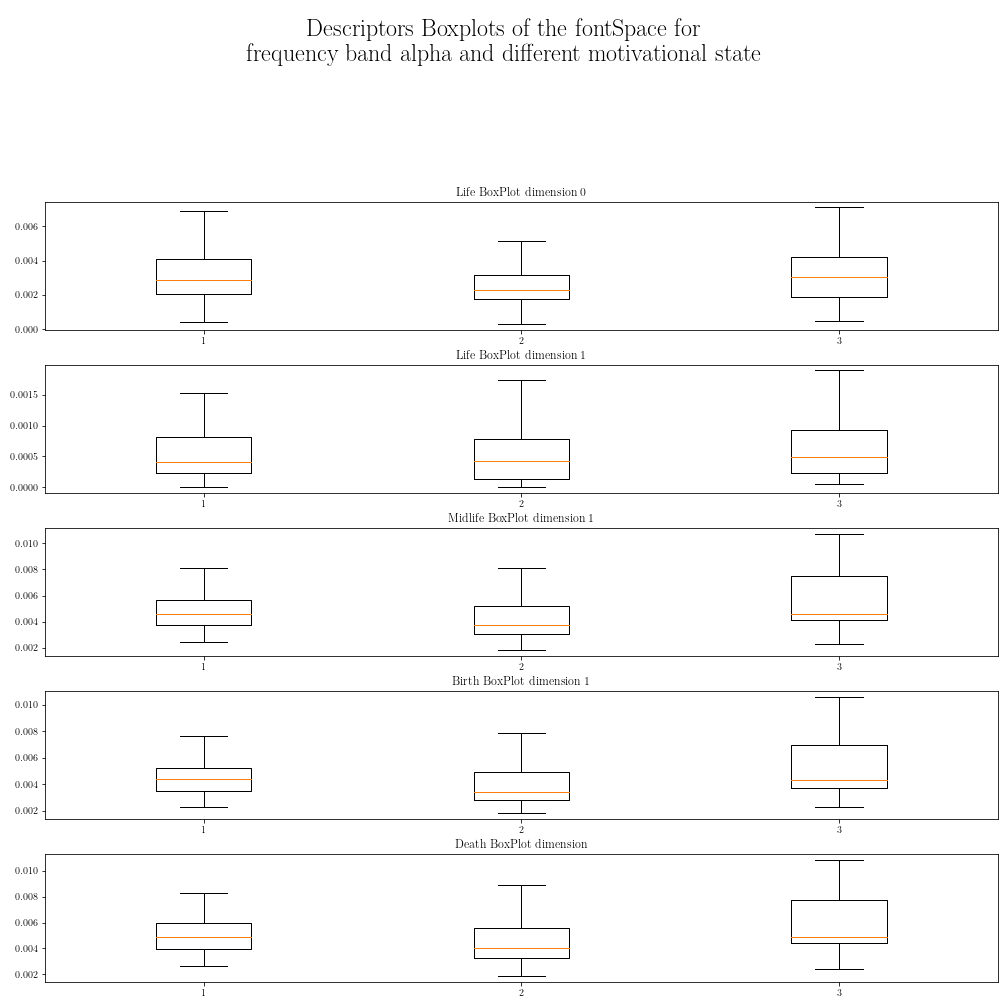 Descriptors Boxplots of the fontSpace for
frequency band alpha and different motivational state
Life BoxPlot dimension 0
0.006
0.004
0.002
0.000
1 2 3
Life BoxPlot dimension 1
0.0015
0.0010
0.0005
0.0000
1 2 3
Midlife BoxPlot dimension 1
0.010
0.008
0.006
0.004
0.002
1 2 3
Birth BoxPlot dimension 1
0.010
0.008
0.006
0.004
0.002
1 2 3
Death BoxPlot dimension
0.010
0.008
0.006
0.004
0.002
1 2 3